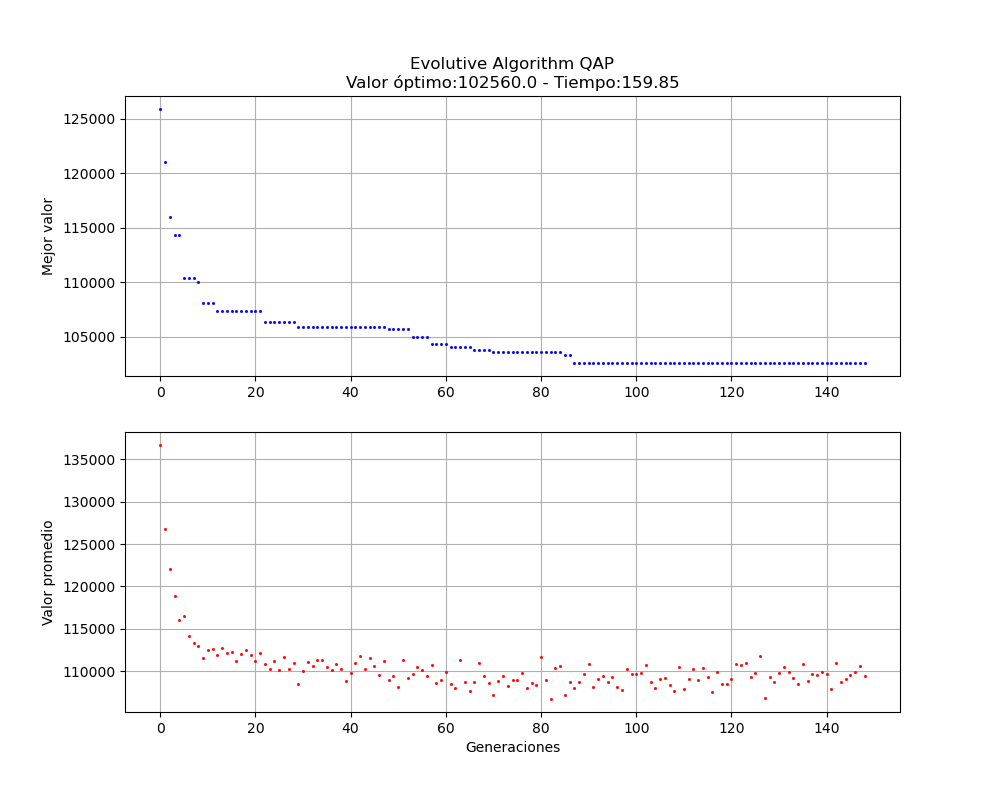 Evolutive Algorithm QAP
Valor óptimo:102560.0 - Tiempo:159.85
Mejor valor
125000
120000
115000
110000
105000
0 20 40 60 80 100 120 140
Valor promedio
135000
130000
125000
120000
115000
110000
0 20 40 60 80 100 120 140
Generaciones